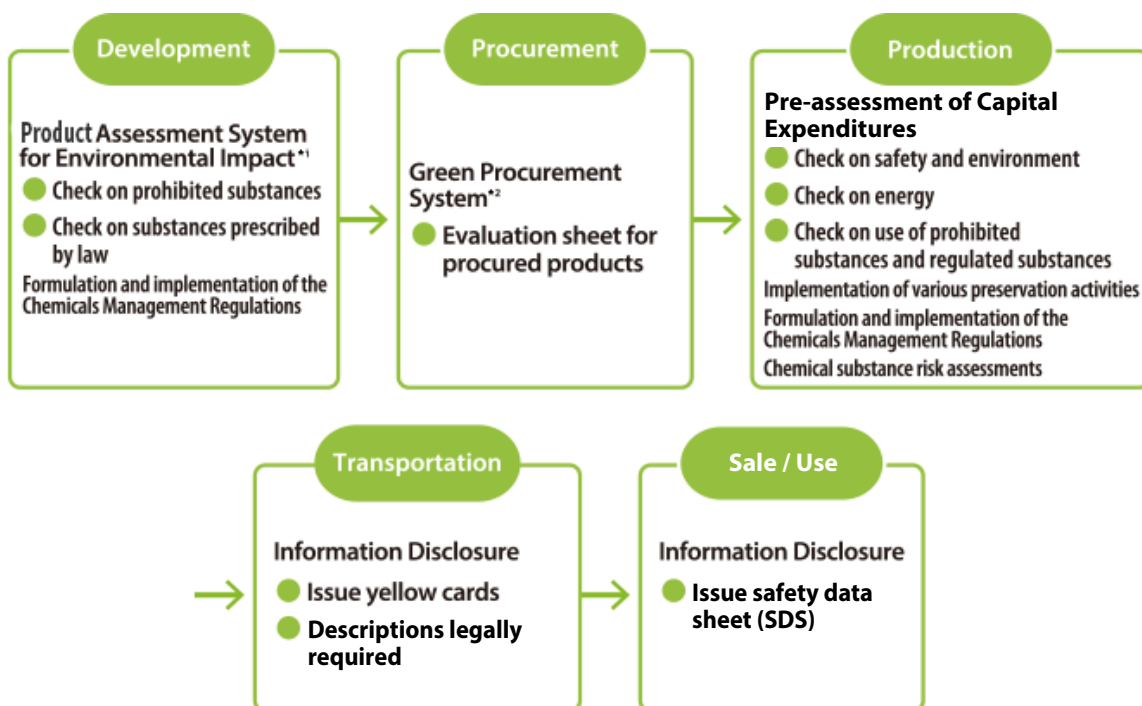 Development
Product Assessment System
for Environmental Impact*1
Check on prohibited substances
Check on substances prescribed
by law
Formulation and implementation of the
Chemicals Management Regulations
Procurement
Green Procurement
System*2
Evaluation sheet for
procured products
Production
Pre-assessment of Capital
Expenditures
Check on safety and environment
Check on energy
Check on use of prohibited
substances and regulated substances
Implementation of various preservation activities
Formulation and implementation of the
Chemicals Management Regulations
Chemical substance risk assessments
Transportation
Information Disclosure
Issue yellow cards
Descriptions legally
required
Sale / Use
Information Disclosure
Issue safety data
sheet (SDS)